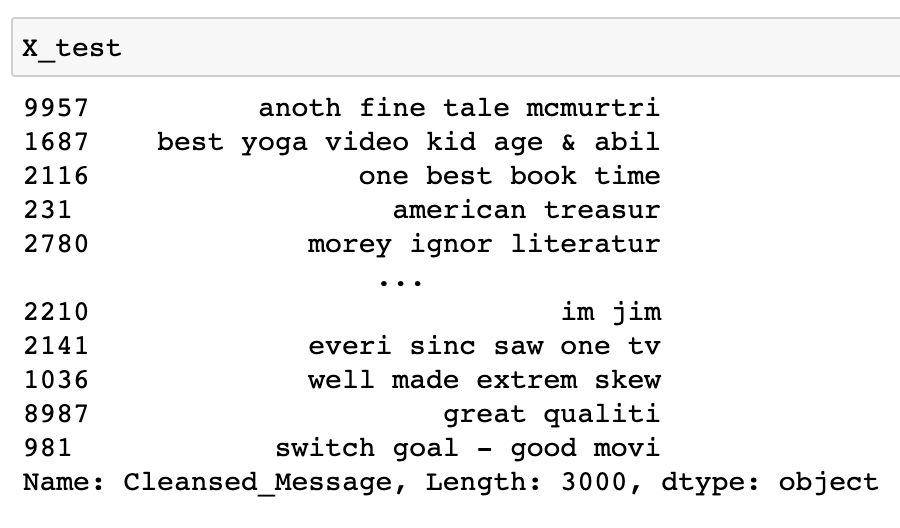 X_test
9957 anoth fine tale mcmurtri
1687 best yoga video kid age & abil
2116 one best book time
231 american treasur
2780 morey ignor literatur
...
2210 im jim
2141 everi sinc saw one tv
1036 well made extrem skew
8987 great qualiti
981 switch goal - good movi
Name: Cleansed_Message, Length: 3000, dtype: object